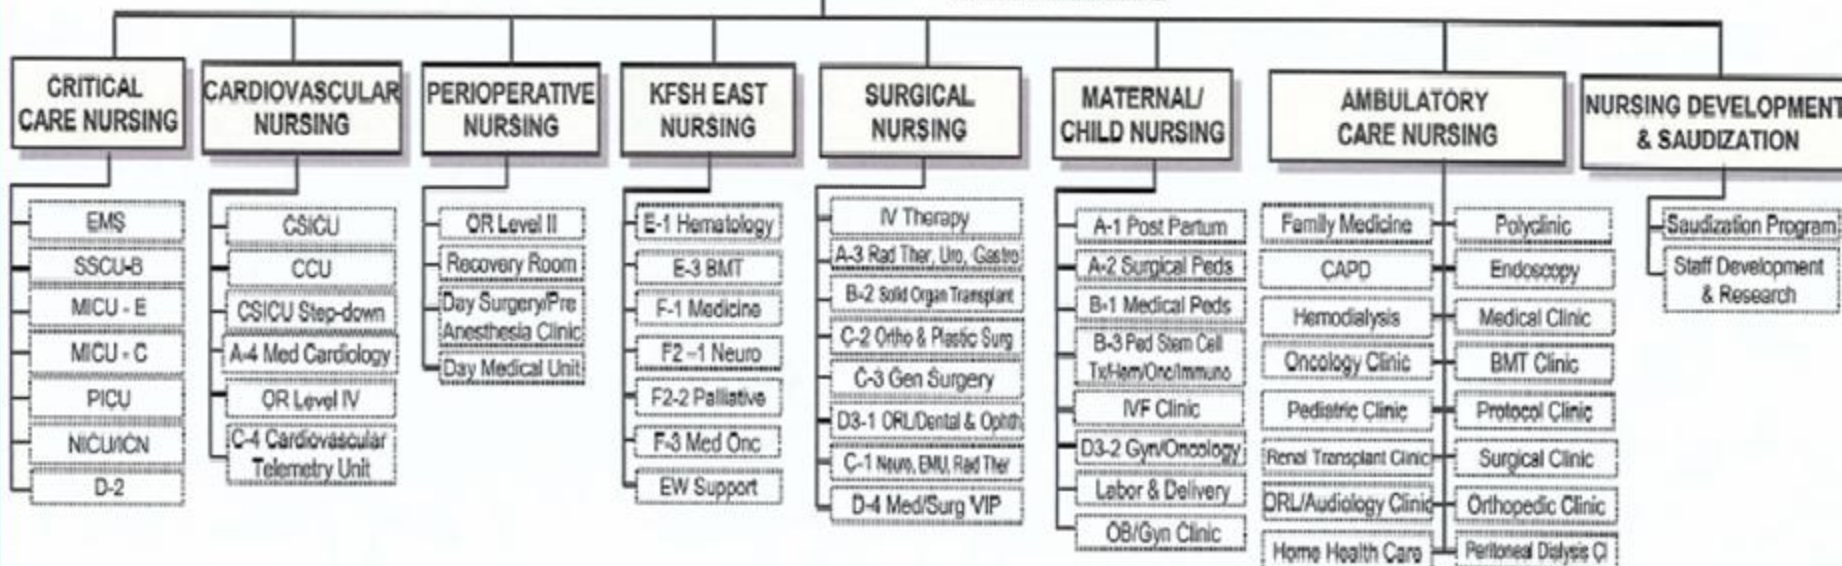 CRITICAL
CARE NURSING
EMS
SSCU-B
MICU - E
MICU - C
PICU
NICU/ICN
D-2
CARDIOVASCULAR
NURSING
CSICU
CCU
CSICU Step-down
A-4 Med Cardiology
OR Level IV
C-4 Cardiovascular
Telemetry Unit
PERIOPERATIVE
NURSING
OR Level II
Recovery Room
Day Surgery/Pre
Anesthesia Clinic
Day Medical Unit
KFSH EAST
NURSING
E-1 Hematology
E-3 BMT
F-1 Medicine
F2 -1 Neuro
F2-2 Palliative
F-3 Med Onc
EW Support
SURGICAL
NURSING
IV Therapy
A-3 Rad Ther, Uro, Gastro
B-2 Solid Organ Transplant
C-2 Ortho & Plastic Surg
C-3 Gen Surgery
D3-1 ORL/Dental & Ophth
C-1 Neuro, EMU, Rad Ther
D-4 Med/Surg VIP
MATERNAL/
CHILD NURSING
A-1 Post Partum
A-2 Surgical Peds
B-1 Medical Peds
B-3 Ped Stem Cell
Tx/Hem/Onc/Immuno
IVF Clinic
D3-2 Gyn/Oncology
Labor & Delivery
OB/Gyn Clinic
AMBULATORY
CARE NURSING
Family Medicine
CAPD
Hemodialysis
Oncology Clinic
Pediatric Clinic
Renal Transplant Clinic
ORL/Audiology Clinic
Home Health Care
Polyclinic
Endoscopy
Medical Clinic
BMT Clinic
Protocol Clinic
Surgical Clinic
Orthopedic Clinic
Peritoneal Dialysis Cl
NURSING DEVELOPMENT
& SAUDIZATION
Saudization Program
Staff Development
& Research